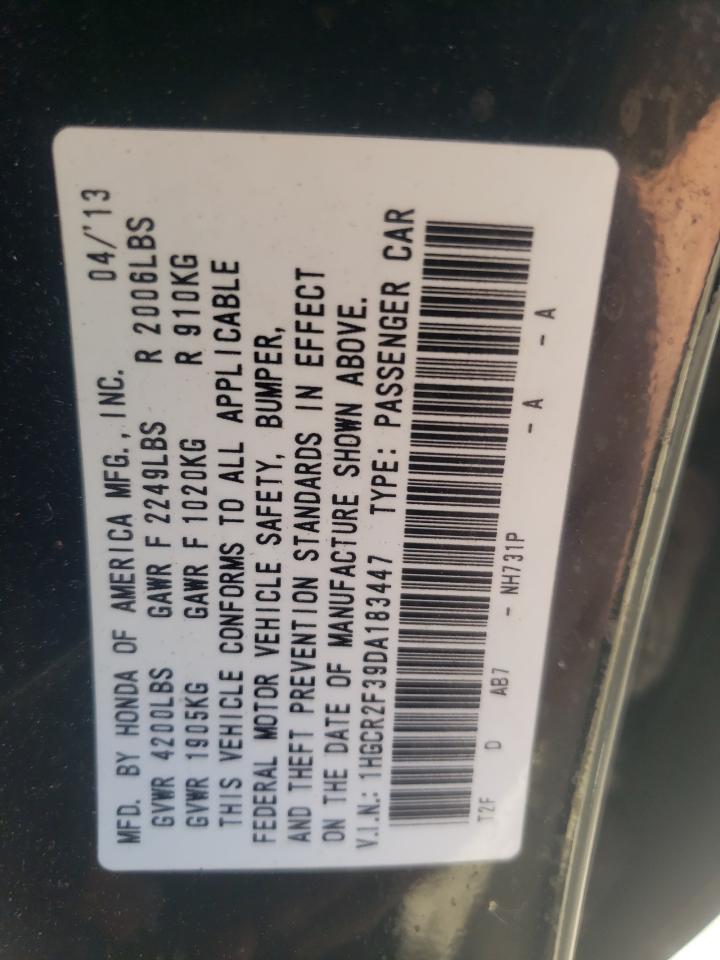 MFD. BY HONDA OF AMERICA MFG., INC. 04/'13
GVWR 4200LBS GAWR F 2249LBS R 2006LBS
GVWR 1905KG GAWR F 1020KG R 910KG
THIS VEHICLE CONFORMS TO ALL APPLICABLE
FEDERAL MOTOR VEHICLE SAFETY, BUMPER,
AND THEFT PREVENTION STANDARDS IN EFFECT
ON THE DATE OF MANUFACTURE SHOWN ABOVE.
V.I.N.: 1HGCR2F39DA183447 TYPE: PASSENGER CAR
T2F D AB7 - NH731P - A - A